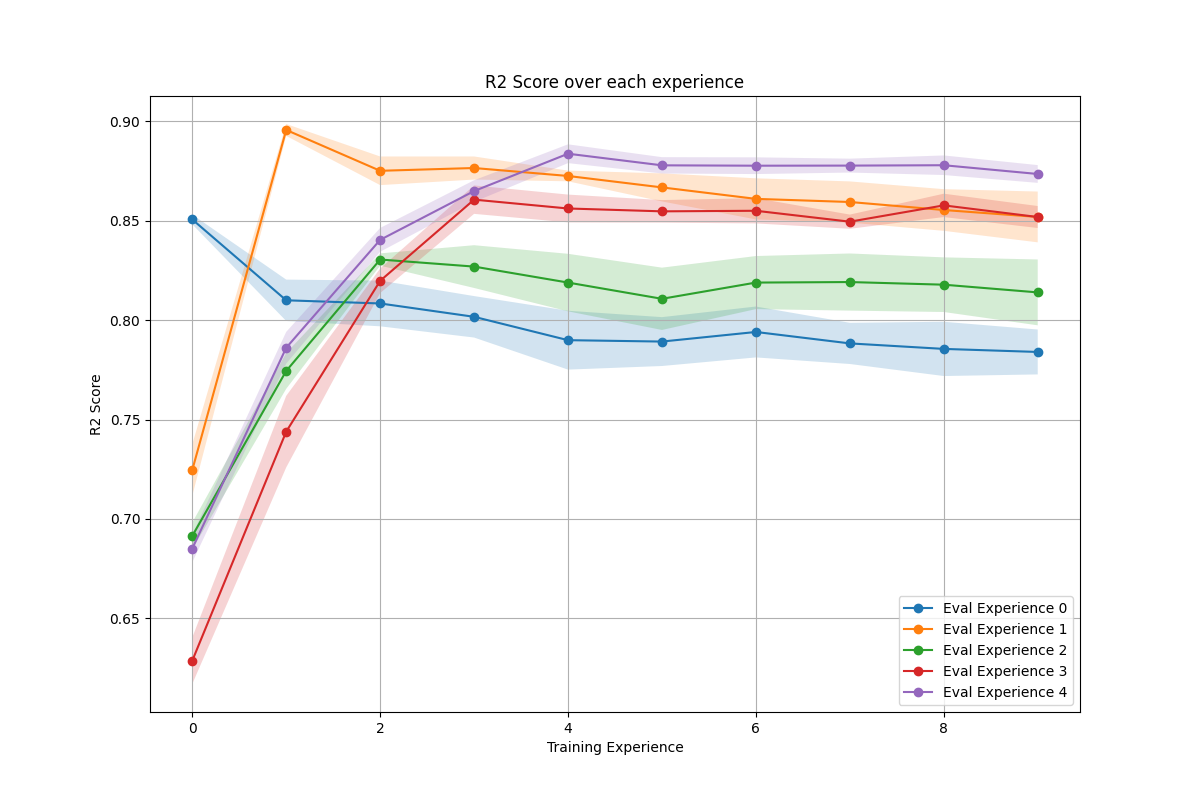 R2 Score over each experience
0.90
0.85
0.80
0.75
0.70
0.65
R2 Score
0
2
4
6
8
Training Experience
Eval Experience 0
Eval Experience 1
Eval Experience 2
Eval Experience 3
Eval Experience 4